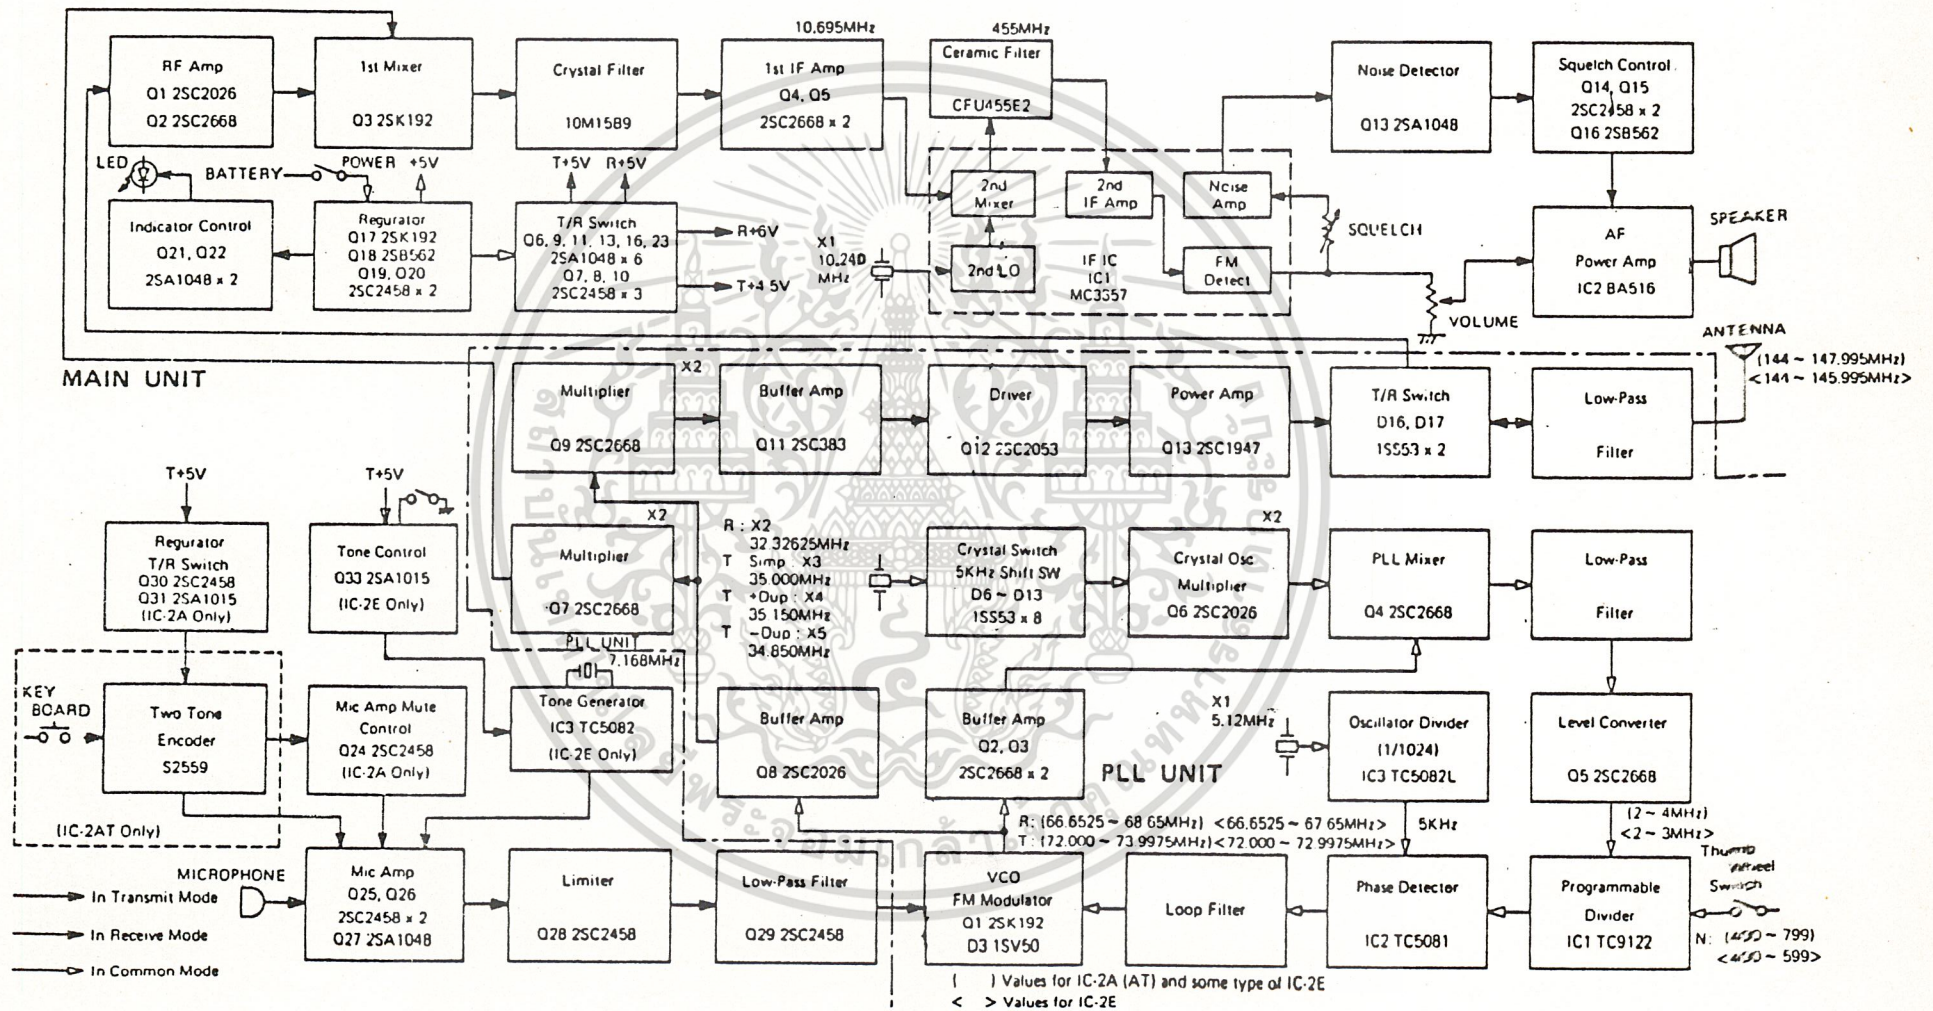 10.695MHz
455MHz
RF Amp
Q1 2SC2026
Q2 2SC2668
1st Mixer
Q3 2SK192
Crystal Filter
10M15B9
1st IF Amp
Q4, Q5
2SC2668 x 2
Ceramic Filter
CFU455E2
Noise Detector
Q13 2SA1048
Squelch Control
Q14, Q15
2SC2458 x 2
Q16 2SB562
LED
BATTERY
POWER
+5V
T+5V
R+5V
Indicator Control
Q21, Q22
2SA1048 x 2
Regurator
Q17 2SK192
Q18 2SB562
Q19, Q20
2SC2458 x 2
T/R Switch
Q6, 9, 11, 13, 16, 23
2SA1048 x 6
Q7, 8, 10
2SC2458 x 3
R+6V
T+4.5V
X1
10.240
MHz
2nd
Mixer
2nd LO
2nd
IF Amp
IF IC
IC1
MC3357
Noise
Amp
FM
Detect
SQUELCH
VOLUME
AF
Power Amp
IC2 BA516
SPEAKER
ANTENNA
(144 ~ 147.995MHz)
<144 ~ 145.995MHz>
MAIN UNIT
Multiplier
Q9 2SC2668
X2
Buffer Amp
Q11 2SC383
Driver
Q12 2SC2053
Power Amp
Q13 2SC1947
T/R Switch
D16, D17
1SS53 x 2
Low-Pass
Filter
T+5V
T+5V
Regurator
T/R Switch
Q30 2SC2458
Q31 2SA1015
(IC-2A Only)
Tone Control
Q33 2SA1015
(IC-2E Only)
X2
Multiplier
Q7 2SC2668
PLL UNIT
R : X2
32.32625MHz
T Simp : X3
35.000MHz
T +Dup : X4
35.150MHz
T -Dup : X5
34.850MHz
Crystal Switch
5KHz Shift SW
D6 ~ D13
1SS53 x 8
X2
Crystal Osc
Multiplier
Q6 2SC2026
PLL Mixer
Q4 2SC2668
Low-Pass
Filter
KEY
BOARD
Two Tone
Encoder
S2559
(IC-2AT Only)
Mic Amp Mute
Control
Q24 2SC2458
(IC-2A Only)
7.168MHz
Tone Generator
IC3 TC5082
(IC-2E Only)
Buffer Amp
Q8 2SC2026
Buffer Amp
Q2, Q3
2SC2668 x 2
PLL UNIT
X1
5.12MHz
Oscillator Divider
(1/1024)
IC3 TC5082L
Level Converter
Q5 2SC2668
R: (66.6525 ~ 68.65MHz) <66.6525 ~ 67.65MHz>
T: (72.000 ~ 73.9975MHz)<72.000 ~ 72.9975MHz>
5KHz
(2 ~ 4MHz)
<2 ~ 3MHz>
Thumb
Wheel
Switch
MICROPHONE
Mic Amp
Q25, Q26
2SC2458 x 2
Q27 2SA1048
Limiter
Q28 2SC2458
Low-Pass Filter
Q29 2SC2458
VCO
FM Modulator
Q1 2SK192
D3 1SV50
Loop Filter
Phase Detector
IC2 TC5081
Programmable
Divider
IC1 TC9122
N: (400 ~ 799)
<400 ~ 599>
In Transmit Mode
In Receive Mode
In Common Mode
( ) Values for IC-2A (AT) and some type of IC-2E
< > Values for IC-2E